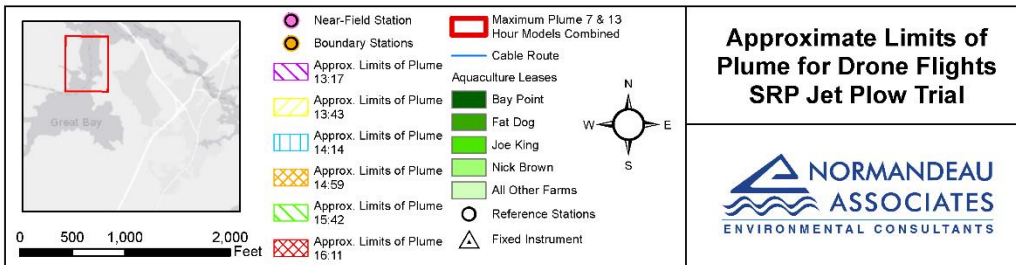 Great Bay
0 500 1,000 2,000
Feet
Near-Field Station
Boundary Stations
Approx. Limits of Plume
13:17
Approx. Limits of Plume
13:43
Approx. Limits of Plume
14:14
Approx. Limits of Plume
14:59
Approx. Limits of Plume
15:42
Approx. Limits of Plume
16:11
Maximum Plume 7 & 13
Hour Models Combined
Cable Route
Aquaculture Leases
Bay Point
Fat Dog
Joe King
Nick Brown
All Other Farms
Reference Stations
Fixed Instrument
N
W E
S
Approximate Limits of
Plume for Drone Flights
SRP Jet Plow Trial
NORMANDEAU
ASSOCIATES
ENVIRONMENTAL CONSULTANTS